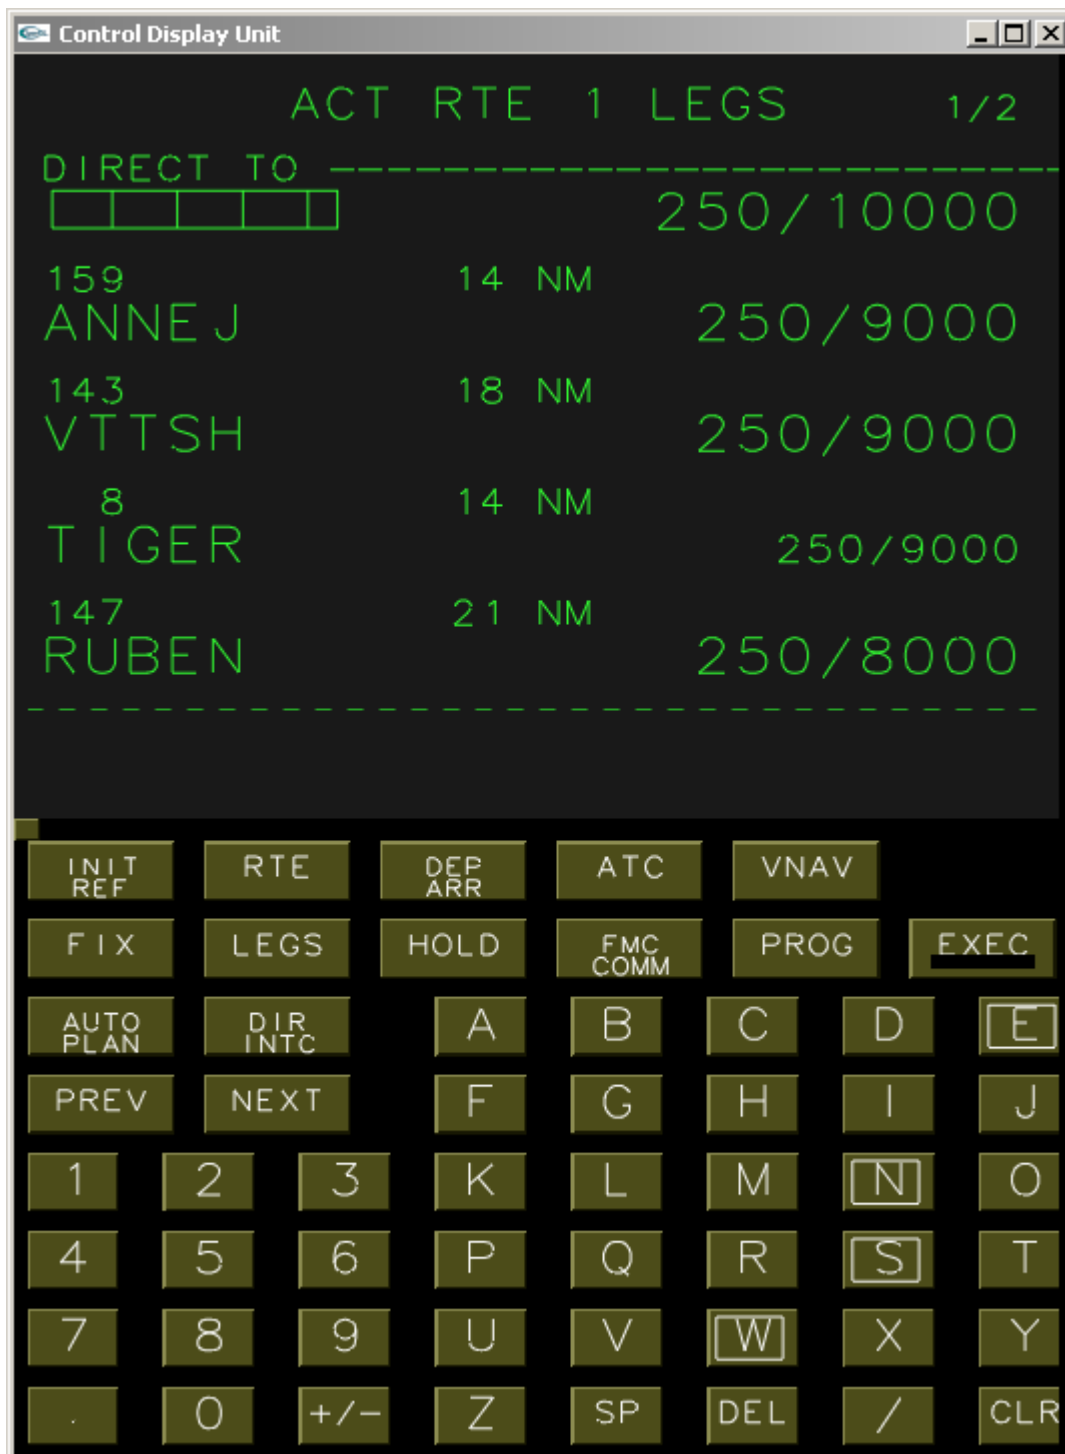 Control Display Unit
ACT RTE 1 LEGS 1/2
DIRECT TO
250/10000
159 14 NM
ANNEJ 250/9000
143 18 NM
VTTSH 250/9000
8 14 NM
TIGER 250/9000
147 21 NM
RUBEN 250/8000
INIT REF RTE DEP ARR ATC VNAV
FIX LEGS HOLD FMC COMM PROG EXEC
AUTO PLAN DIR INTC A B C D E
PREV NEXT F G H I J
1 2 3 K L M N O
4 5 6 P Q R S T
7 8 9 U V W X Y
. 0 +/- Z SP DEL / CLR